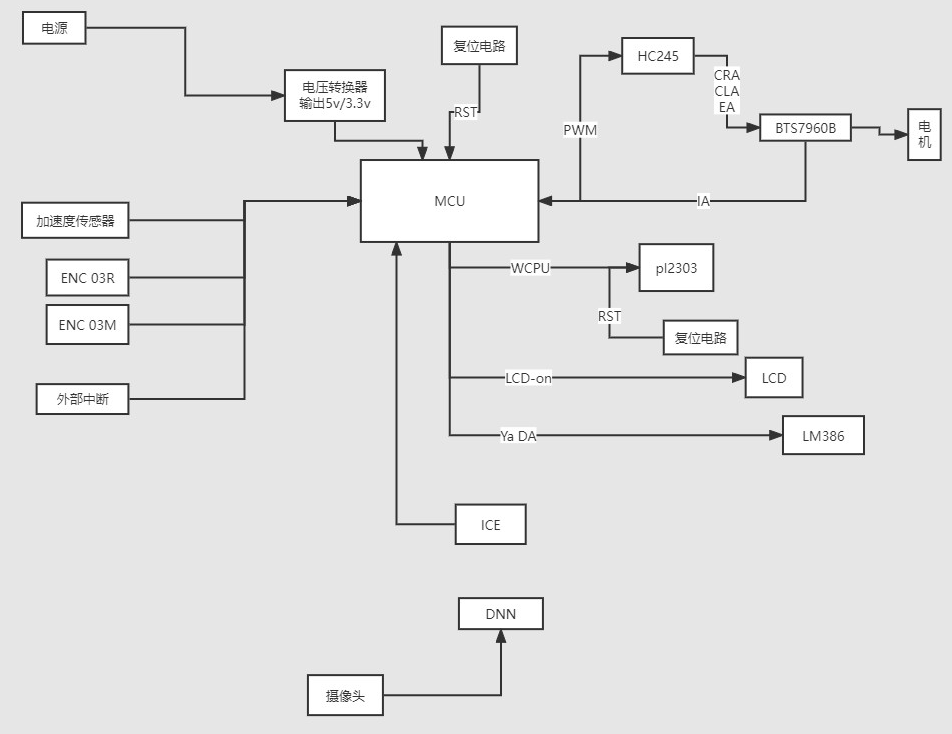 电源
复位电路
HC245
电压转换器
输出5v/3.3v
CRA
CLA
EA
RST
PWM
BTS7960B
电
机
MCU
IA
加速度传感器
ENC 03R
WCPU
pl2303
RST
ENC 03M
复位电路
LCD-on
LCD
外部中断
Ya DA
LM386
ICE
DNN
摄像头